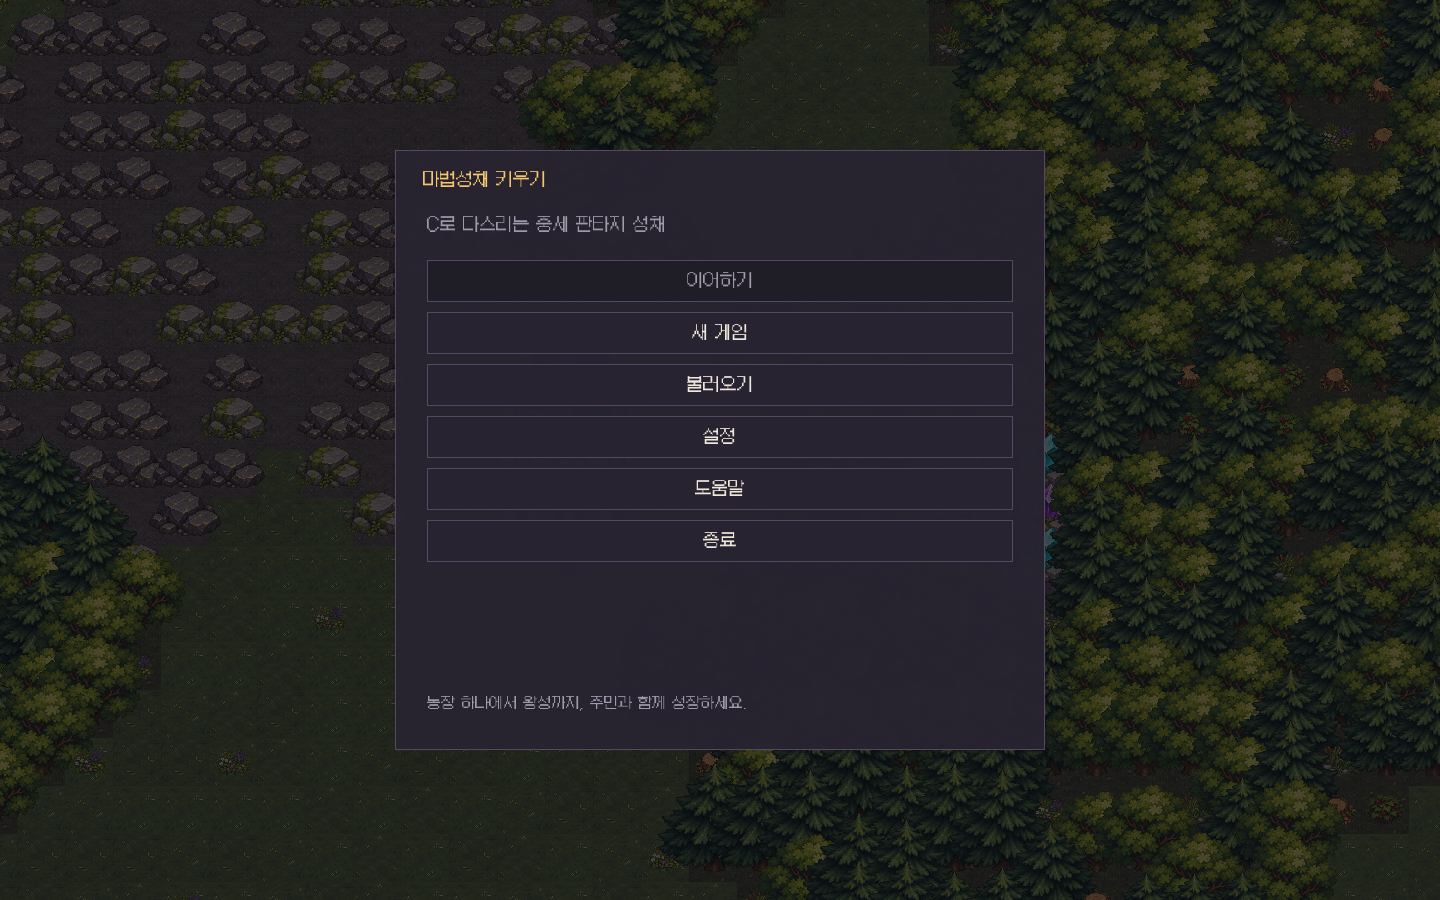 마법성채 키우기
C로 다스리는 중세 판타지 성채
이어하기
새 게임
불러오기
설정
도움말
종료
농장 하나에서 왕성까지, 주민과 함께 성장하세요.